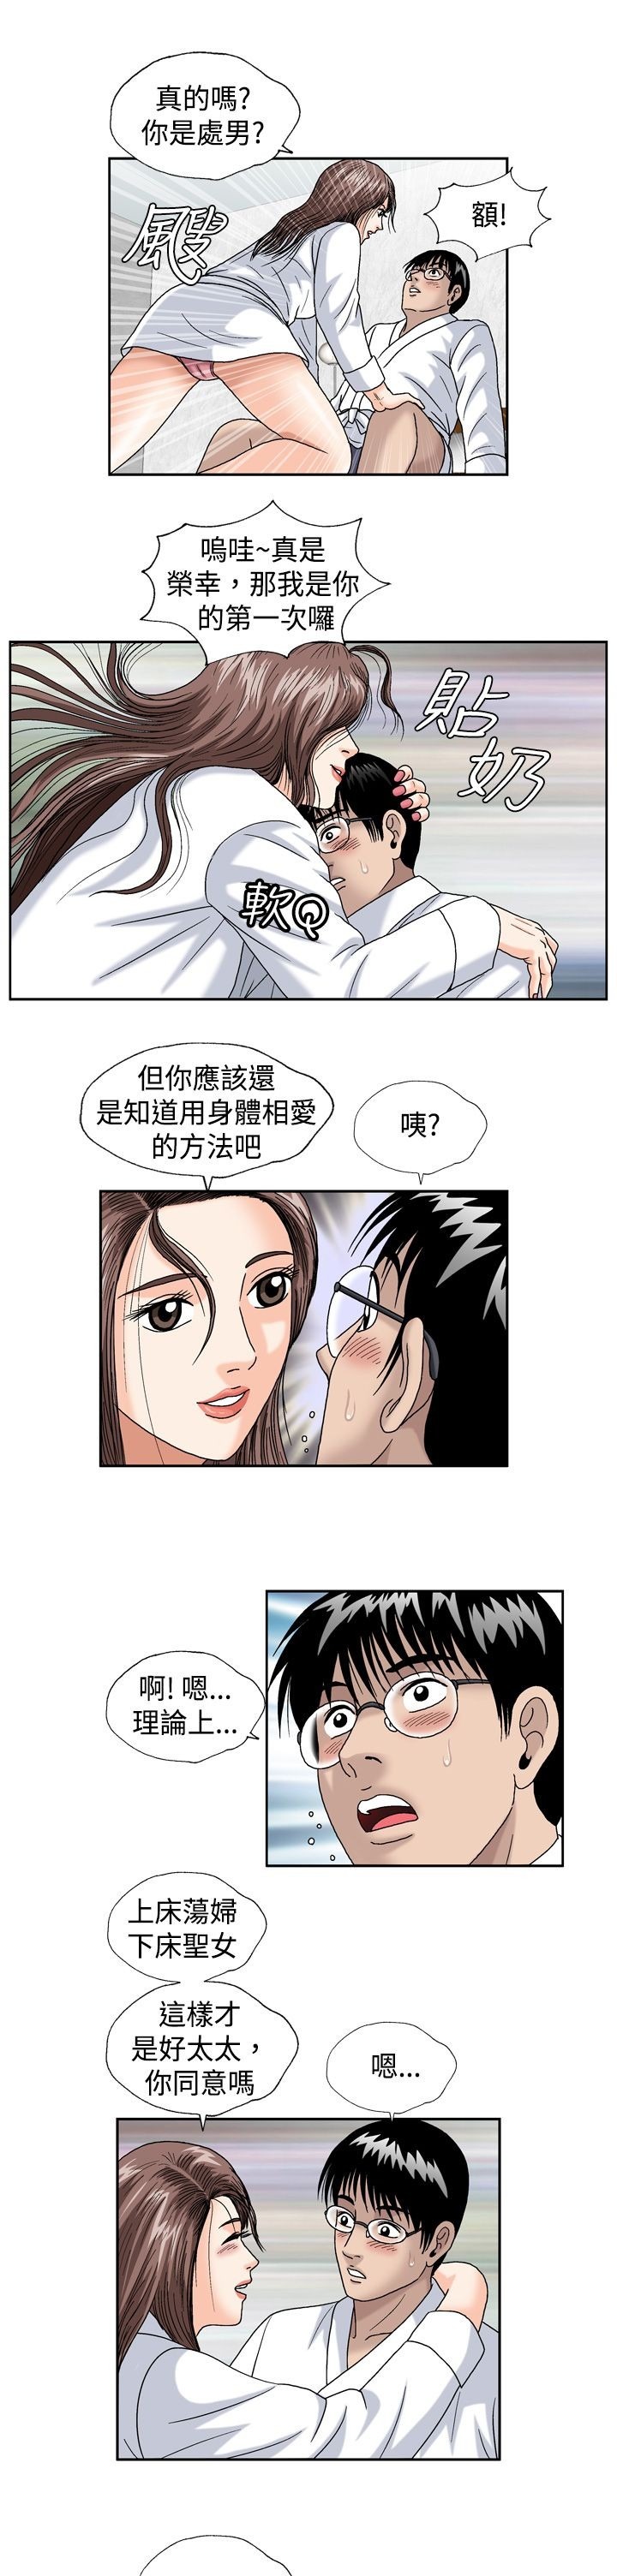 真的嗎?
你是處男?
額!
颼
嗚哇~真是
榮幸，那我是你
的第一次囉
貼
奶
軟Q
但你應該還
是知道用身體相愛
的方法吧
咦?
啊! 嗯...
理論上...
上床蕩婦
下床聖女
這樣才
是好太太，
你同意嗎
嗯...